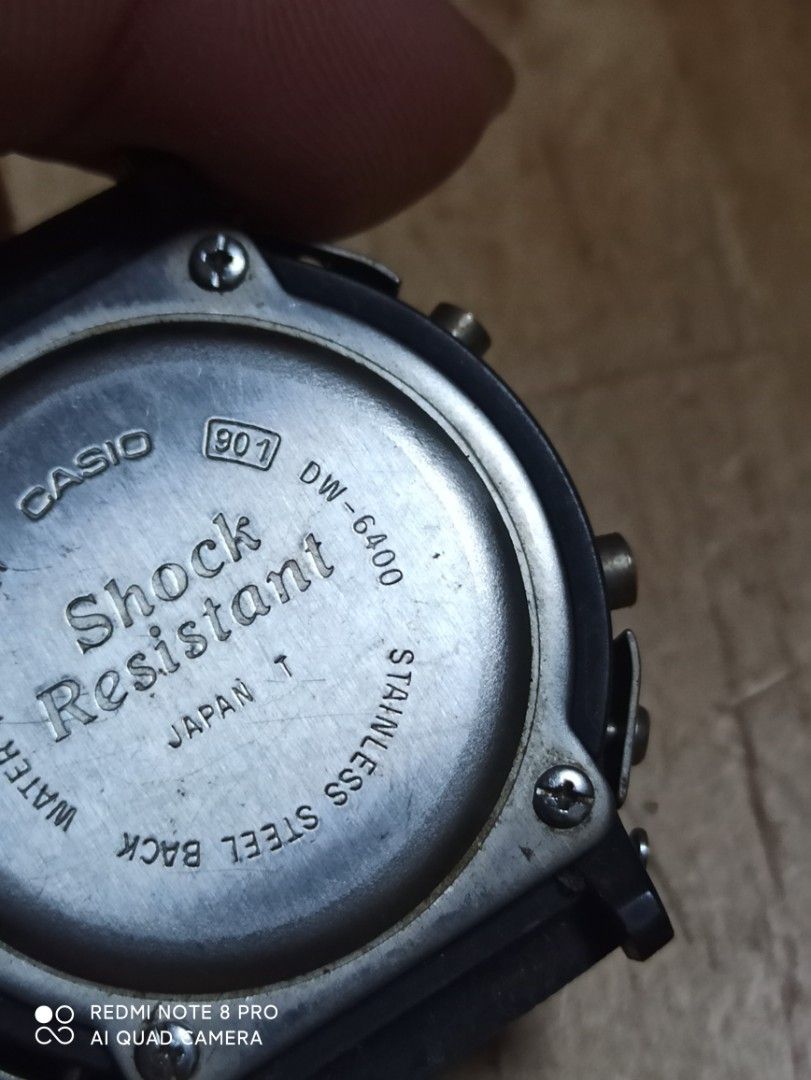 CASIO
901
DW-6400
Shock
Resistant
JAPAN T
STAINLESS STEEL BACK
WATER
REDMI NOTE 8 PRO
AI QUAD CAMERA